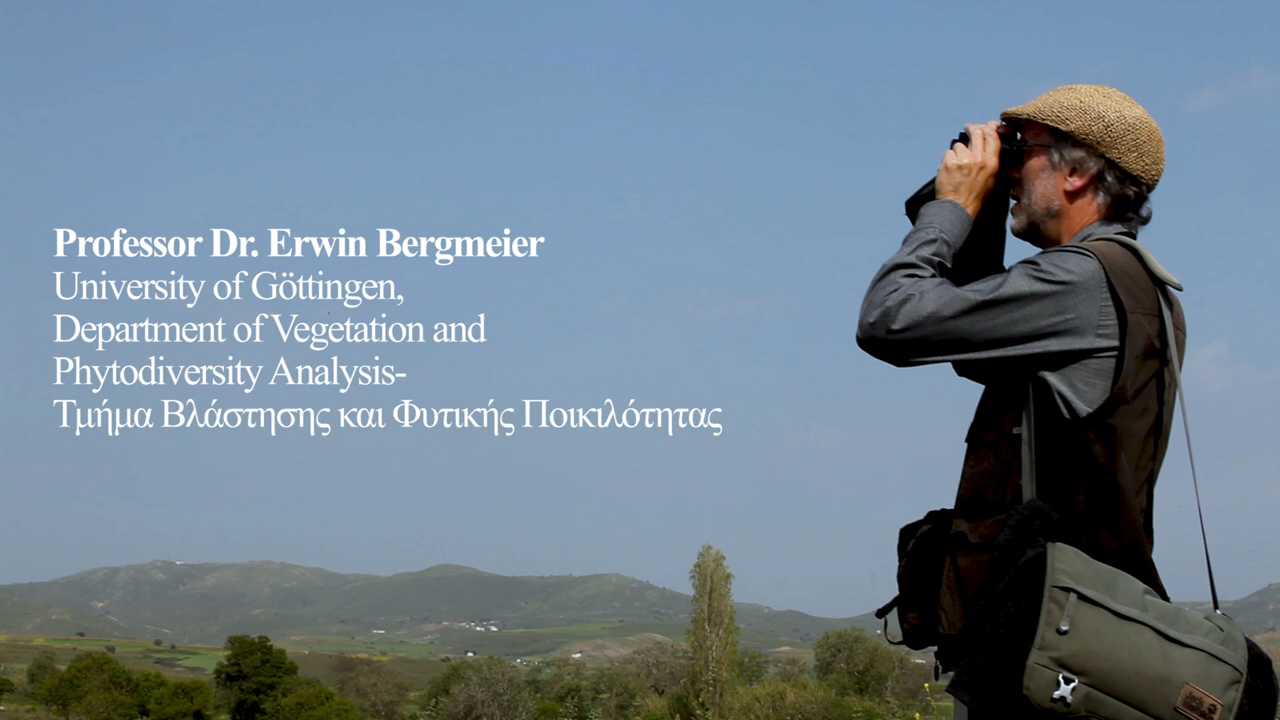 Professor Dr. Erwin Bergmeier
University of Göttingen,
Department of Vegetation and
Phytodiversity Analysis-
Τμήμα Βλάστησης και Φυτικής Ποικιλότητας